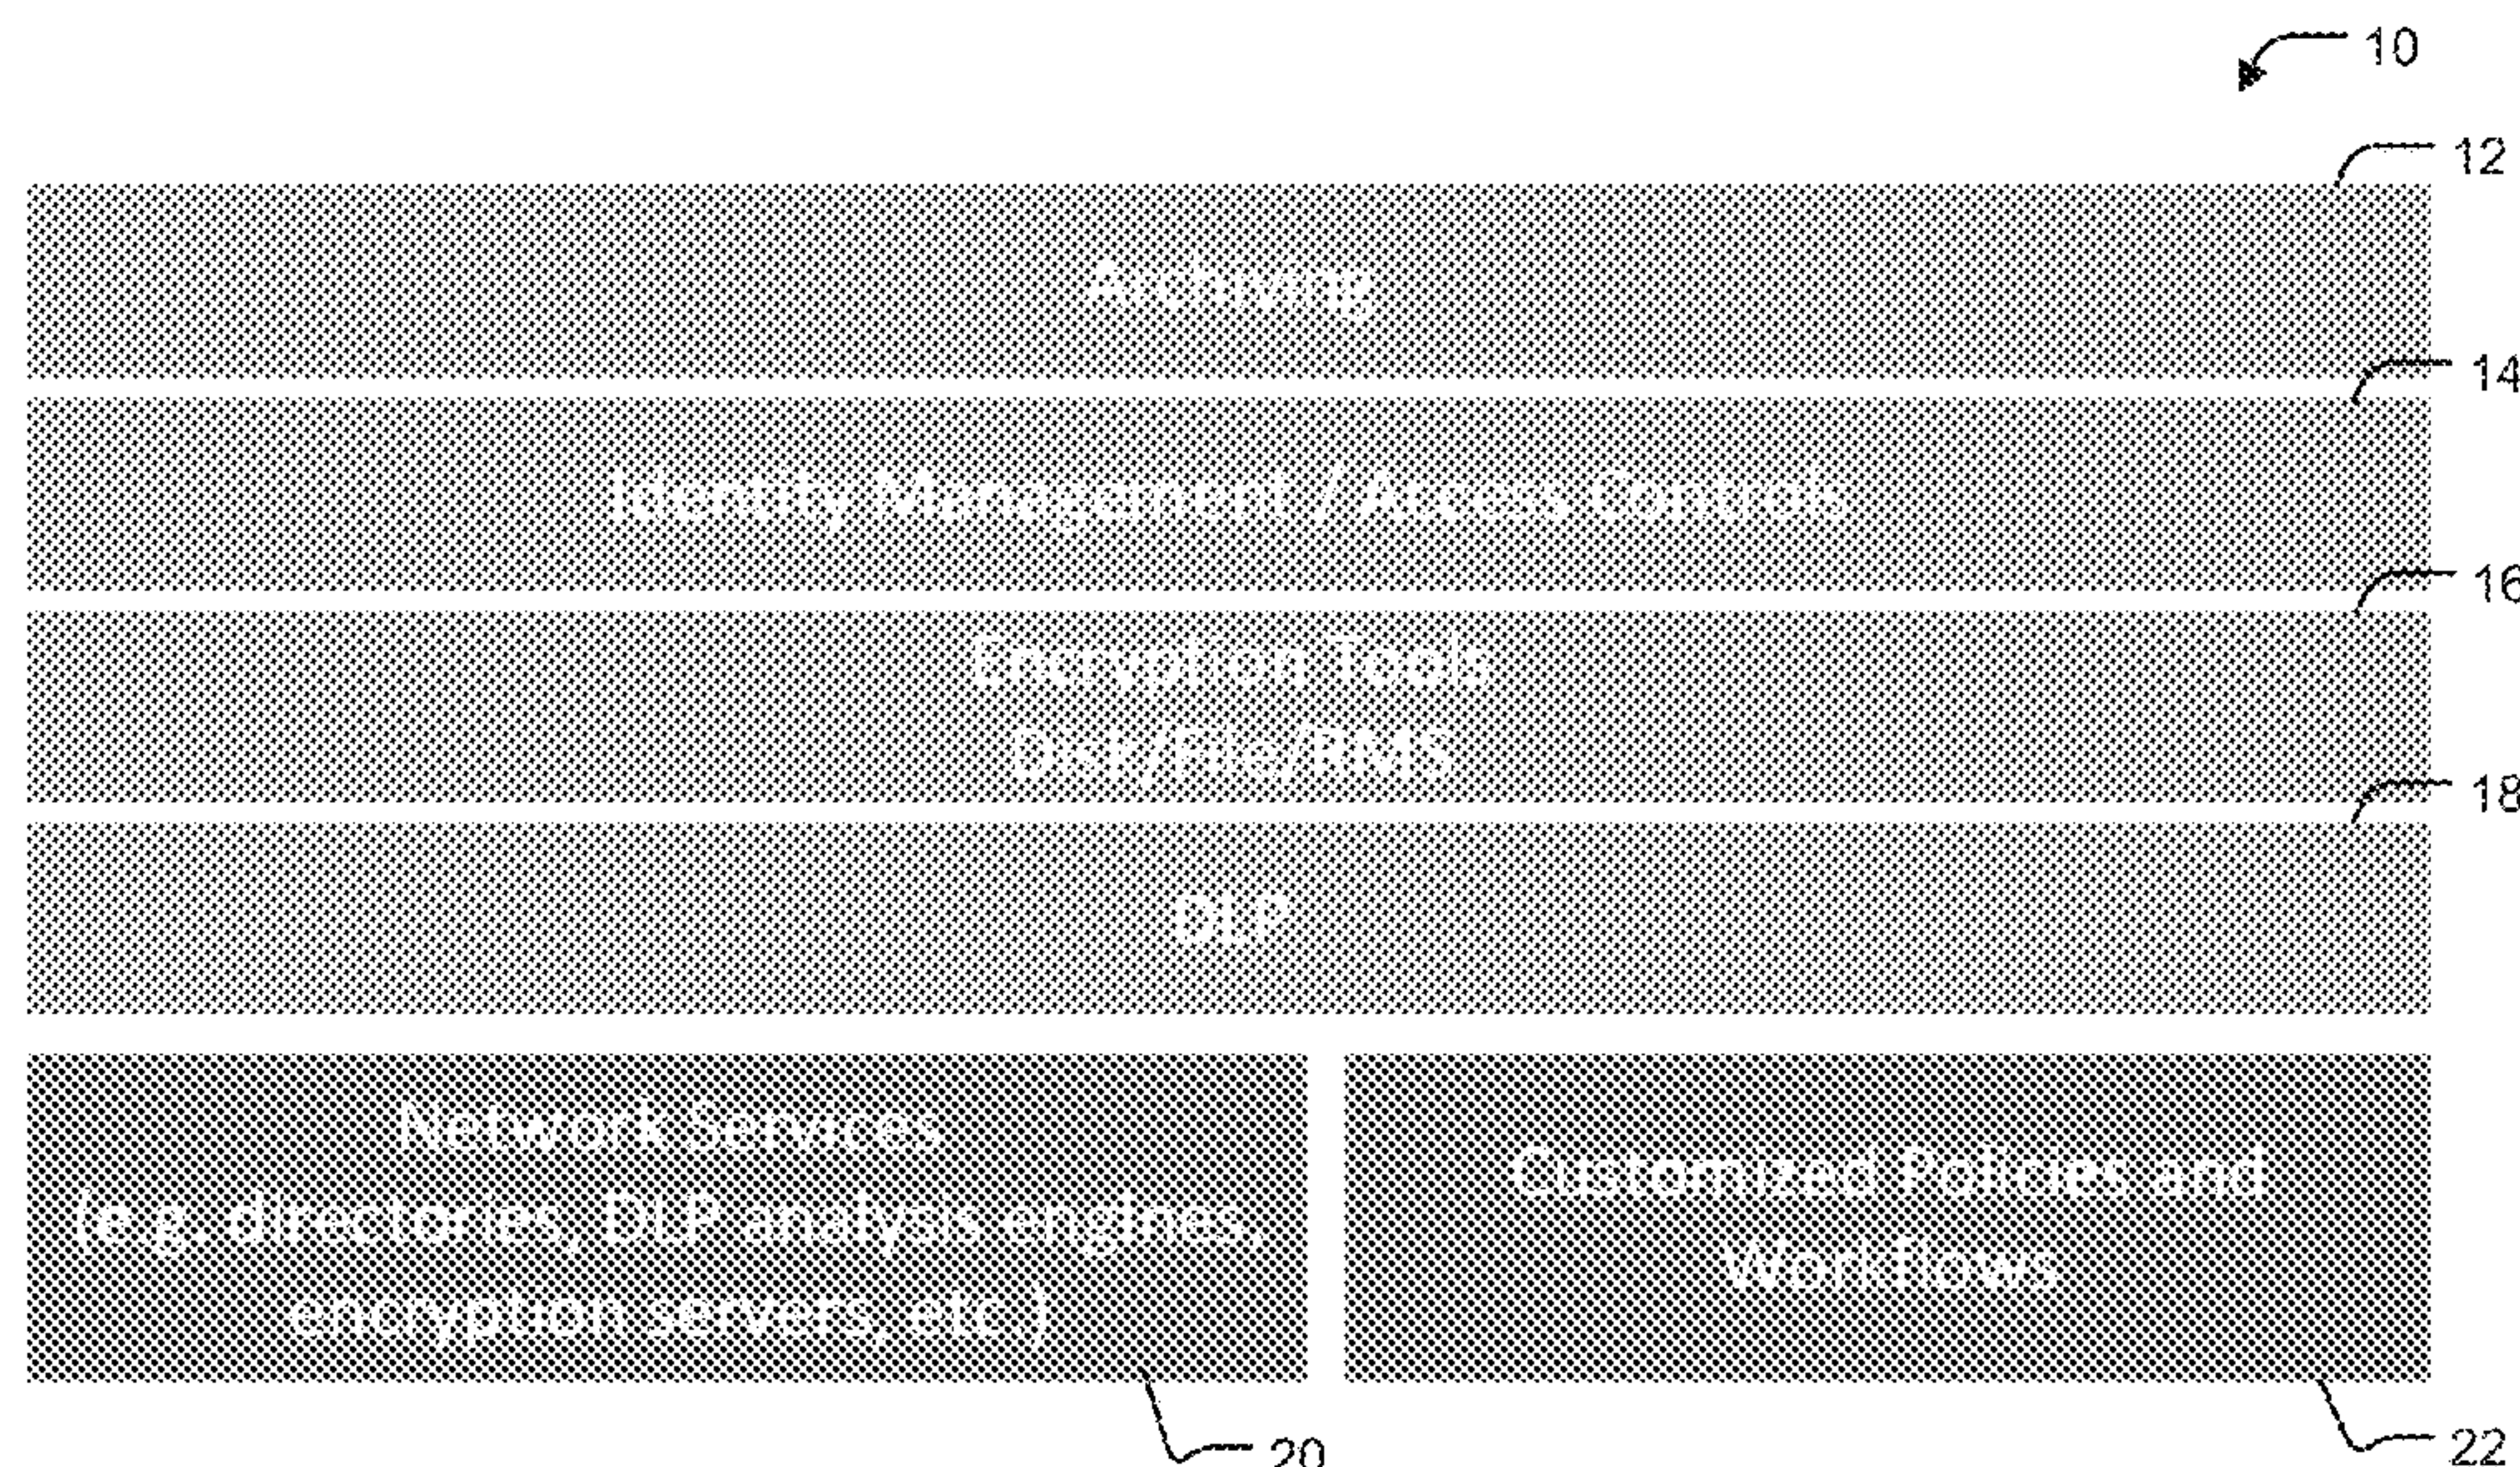 10
12
Archiving
14
Identity Management / Access Controls
16
Encryption Tools
Disk/File/RMS
18
DLP
Network Services
(e.g. directories, DLP analysis engines,
encryption servers, etc.)
Customized Policies and
Workflows
20
22